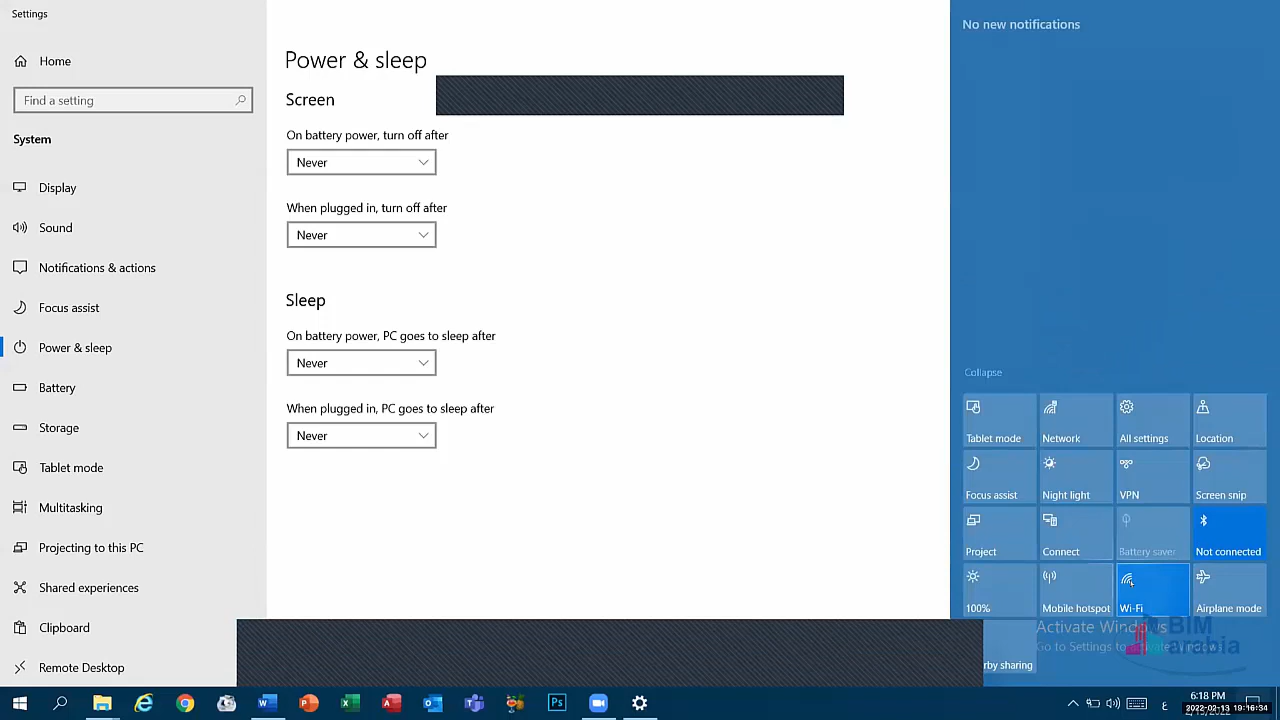 Settings
Home
Find a setting
System
Display
Sound
Notifications & actions
Focus assist
Power & sleep
Battery
Storage
Tablet mode
Multitasking
Projecting to this PC
Shared experiences
Clipboard
Remote Desktop
Power & sleep
Screen
On battery power, turn off after
Never
When plugged in, turn off after
Never
Sleep
On battery power, PC goes to sleep after
Never
When plugged in, PC goes to sleep after
Never
No new notifications
Collapse
Tablet mode
Network
All settings
Location
Focus assist
Night light
VPN
Screen snip
Project
Connect
Battery saver
Not connected
100%
Mobile hotspot
Wi-Fi
Airplane mode
rby sharing
Activate Windows
Go to Settings to activate Windows
BIM
arabia
ع
6:18 PM
2022-02-13 19:16:34